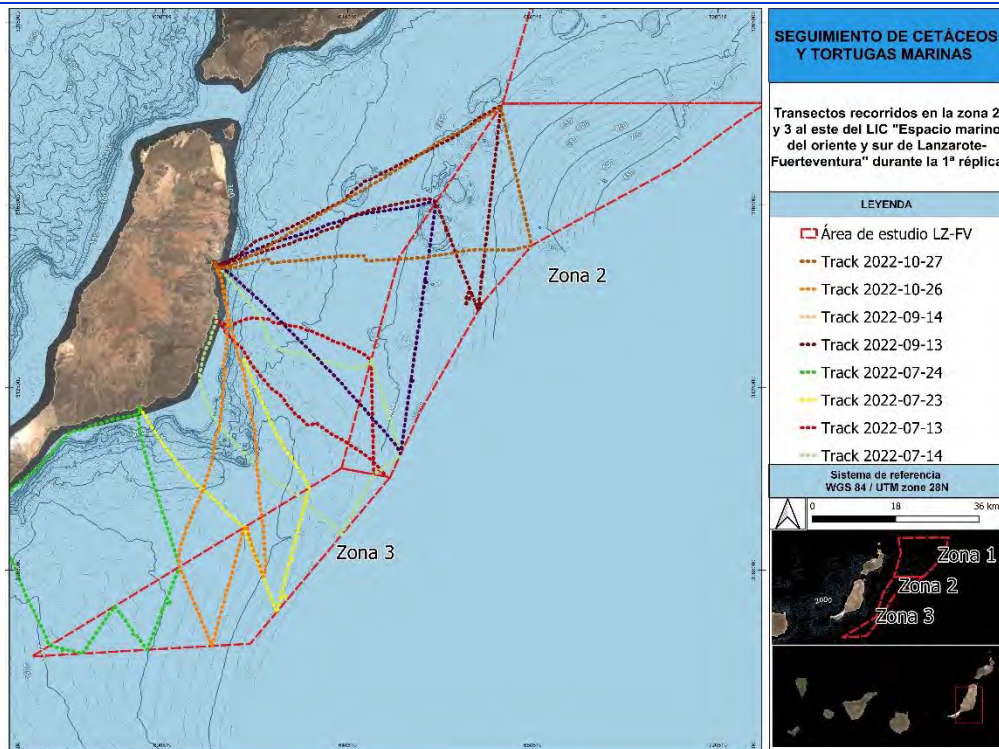 SEGUIMIENTO DE CETÁCEOS
Y TORTUGAS MARINAS
Transectos recorridos en la zona 2
y 3 al este del LIC "Espacio marino
del oriente y sur de Lanzarote-
Fuerteventura" durante la 1ª réplica
LEYENDA
Área de estudio LZ-FV
Track 2022-10-27
Track 2022-10-26
Track 2022-09-14
Track 2022-09-13
Track 2022-07-24
Track 2022-07-23
Track 2022-07-13
Track 2022-07-14
Sistema de referencia
WGS 84 / UTM zone 28N
0 18 36 km
Zona 2
Zona 3
Zona 1
Zona 2
Zona 3